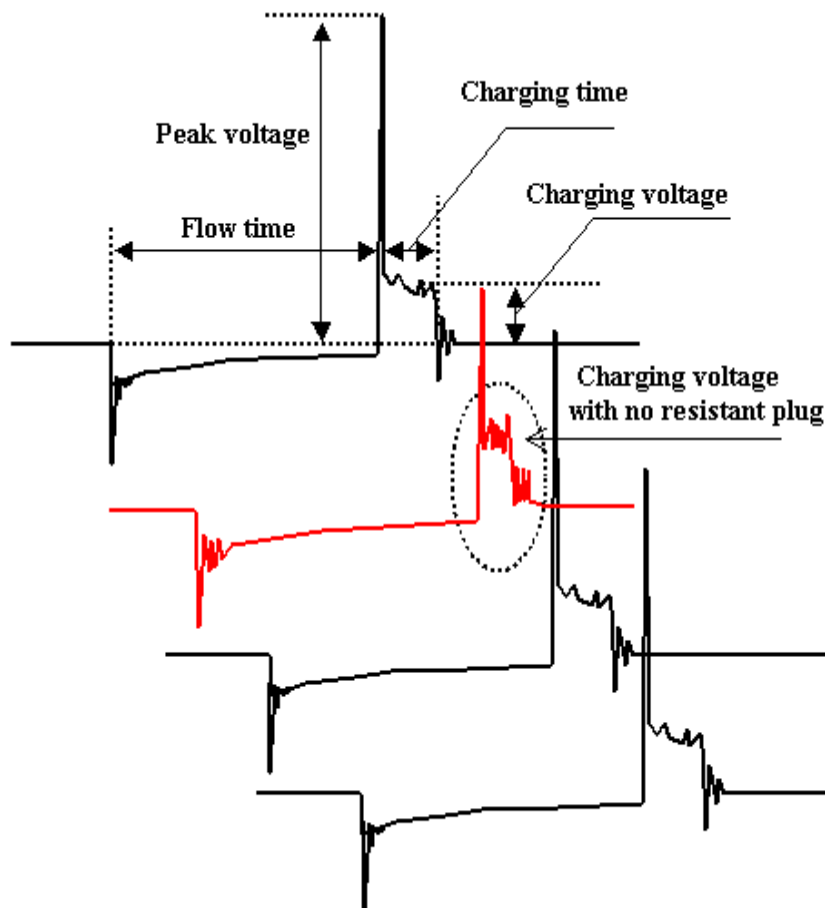 Charging time
Peak voltage
Charging voltage
Flow time
Charging voltage
with no resistant plug